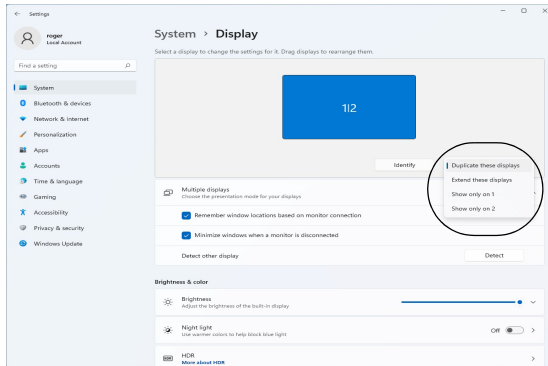 Settings
roger
Local Account
Find a setting
System
Bluetooth & devices
Network & internet
Personalization
Apps
Accounts
Time & language
Gaming
Accessibility
Privacy & security
Windows Update
System > Display
Select a display to change the settings for it. Drag displays to rearrange them.
1|2
Identify
Duplicate these displays
Extend these displays
Show only on 1
Show only on 2
Multiple displays
Choose the presentation mode for your displays
Remember window locations based on monitor connection
Minimize windows when a monitor is disconnected
Detect other display
Detect
Brightness & color
Brightness
Adjust the brightness of the built-in display
Night light
Use warmer colors to help block blue light
Off
HDR
HDR
More about HDR